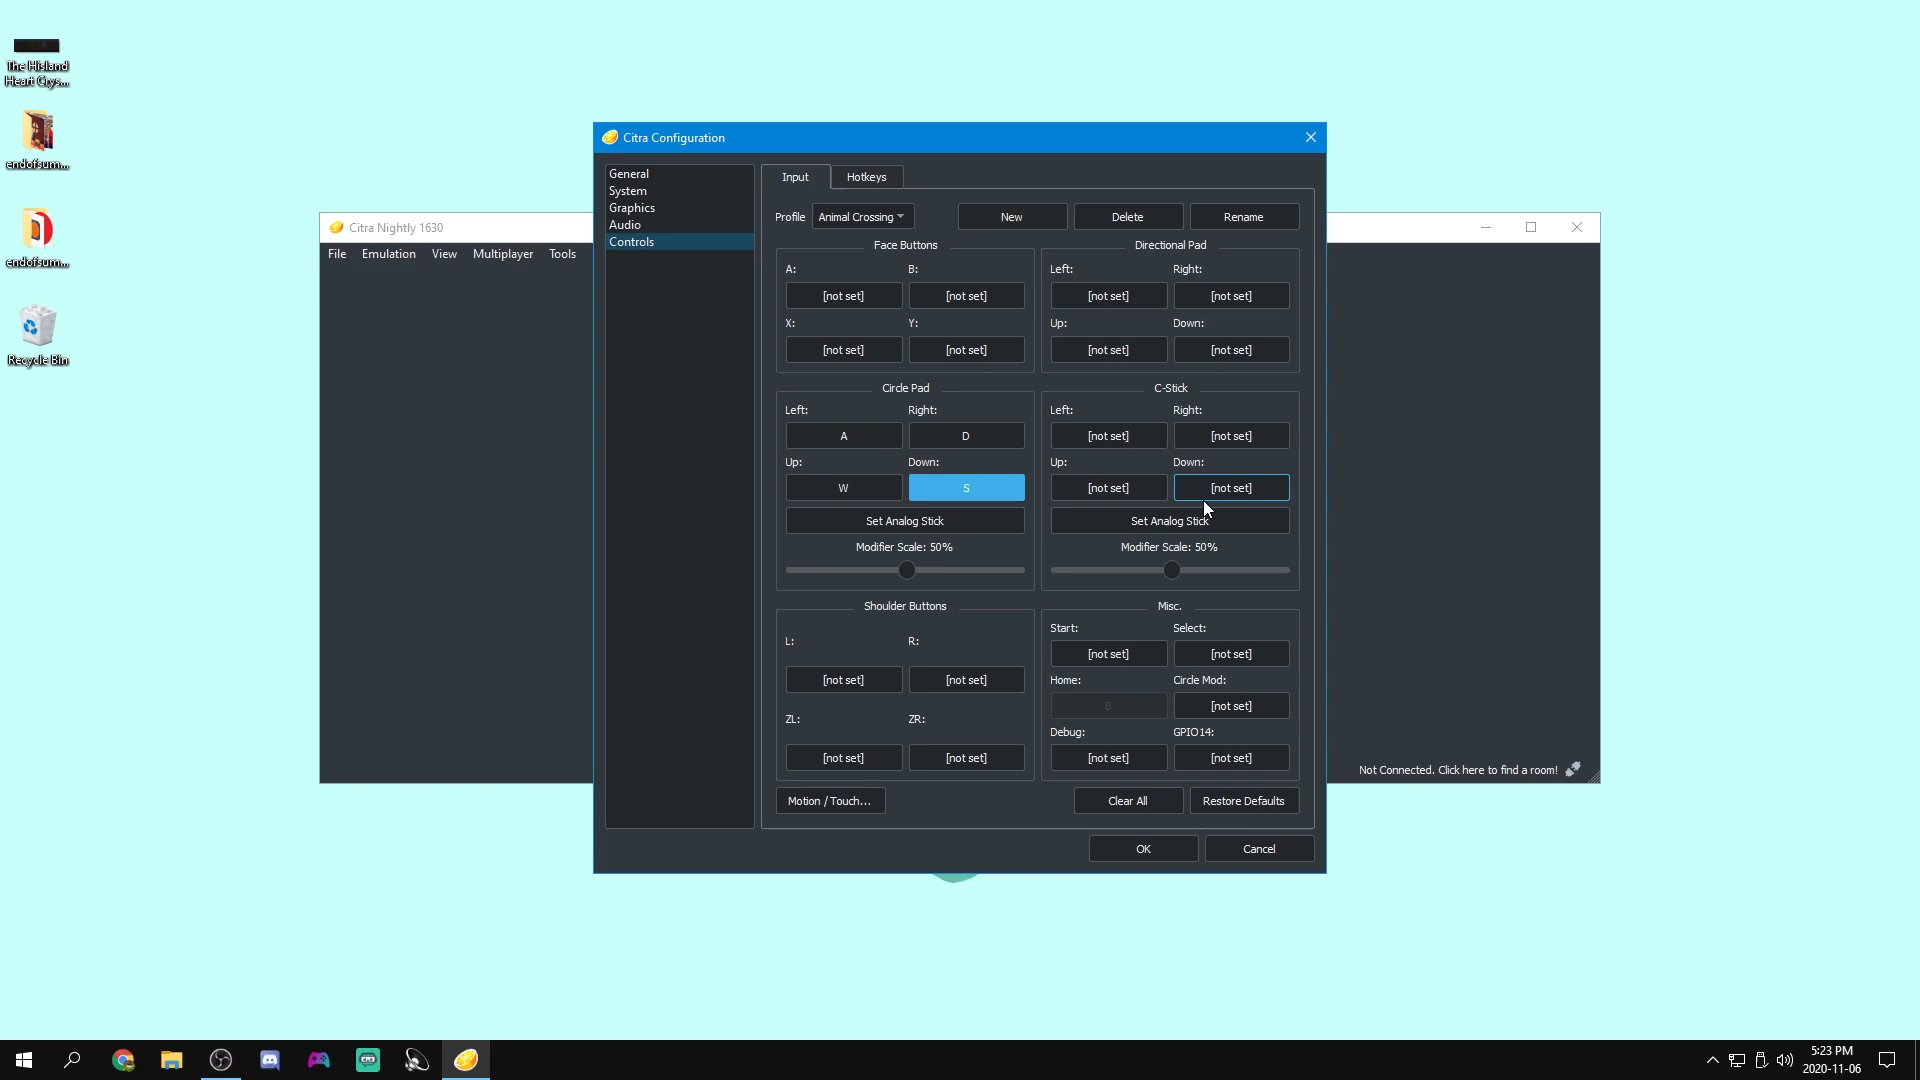 The Hisland
Heart Crys...
endofsum...
endofsum...
Recycle Bin
Citra Nightly 1630
File Emulation View Multiplayer Tools
Not Connected. Click here to find a room!
Citra Configuration
General
System
Graphics
Audio
Controls
Input Hotkeys
Profile Animal Crossing New Delete Rename
Face Buttons
A: B:
[not set] [not set]
X: Y:
[not set] [not set]
Directional Pad
Left: Right:
[not set] [not set]
Up: Down:
[not set] [not set]
Circle Pad
Left: Right:
A D
Up: Down:
W S
Set Analog Stick
Modifier Scale: 50%
C-Stick
Left: Right:
[not set] [not set]
Up: Down:
[not set] [not set]
Set Analog Stick
Modifier Scale: 50%
Shoulder Buttons
L: R:
[not set] [not set]
ZL: ZR:
[not set] [not set]
Misc.
Start: Select:
[not set] [not set]
Home: Circle Mod:
B [not set]
Debug: GPIO14:
[not set] [not set]
Motion / Touch... Clear All Restore Defaults
OK Cancel
5:23 PM
2020-11-06